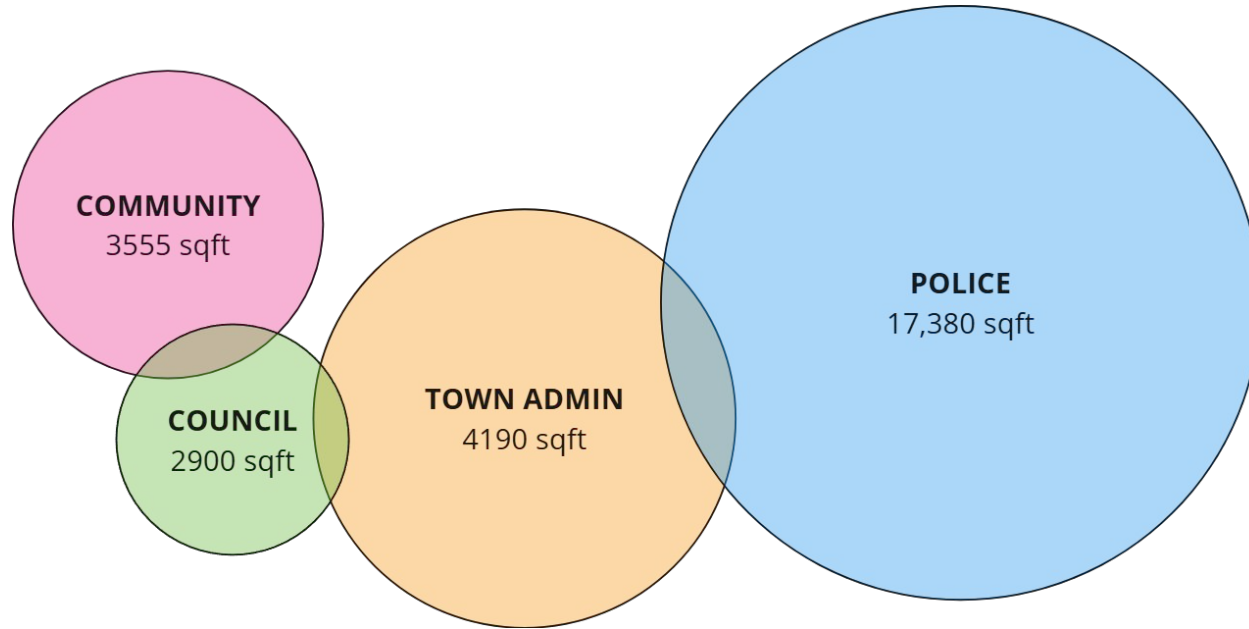 COMMUNITY
3555 sqft
COUNCIL
2900 sqft
TOWN ADMIN
4190 sqft
POLICE
17,380 sqft